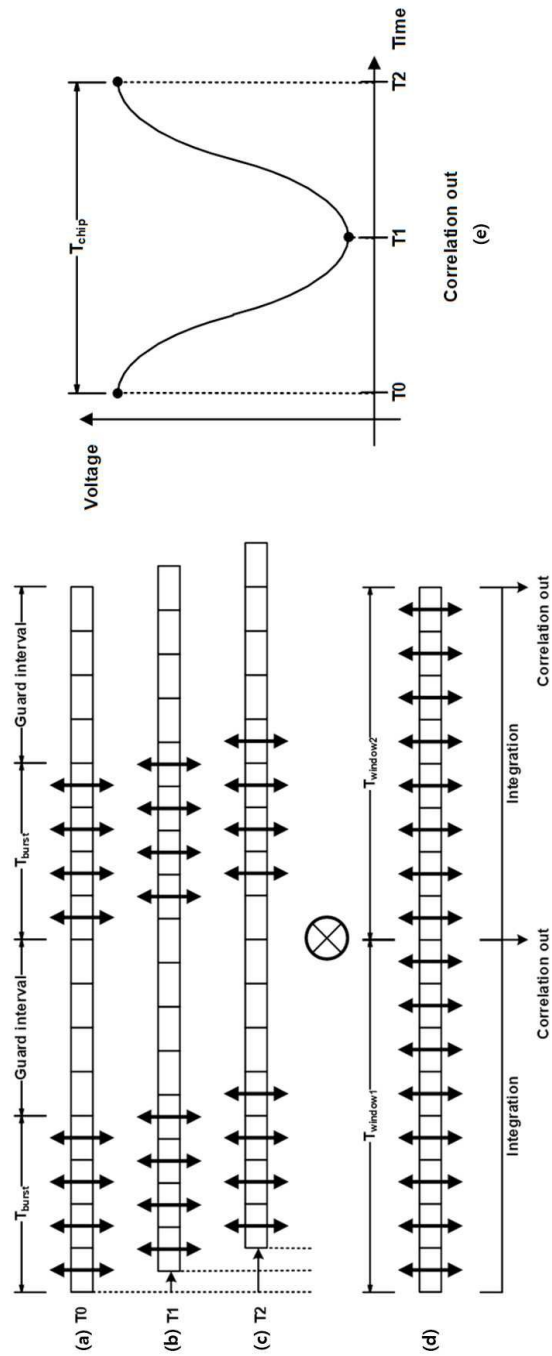 Tburst
Guard interval
Tburst
Guard interval
(a) T0
(b) T1
(c) T2
Twindow1
Twindow2
(d)
Integration
Integration
Correlation out
Correlation out
Voltage
Tchip
T0
T1
T2
Time
Correlation out
(e)